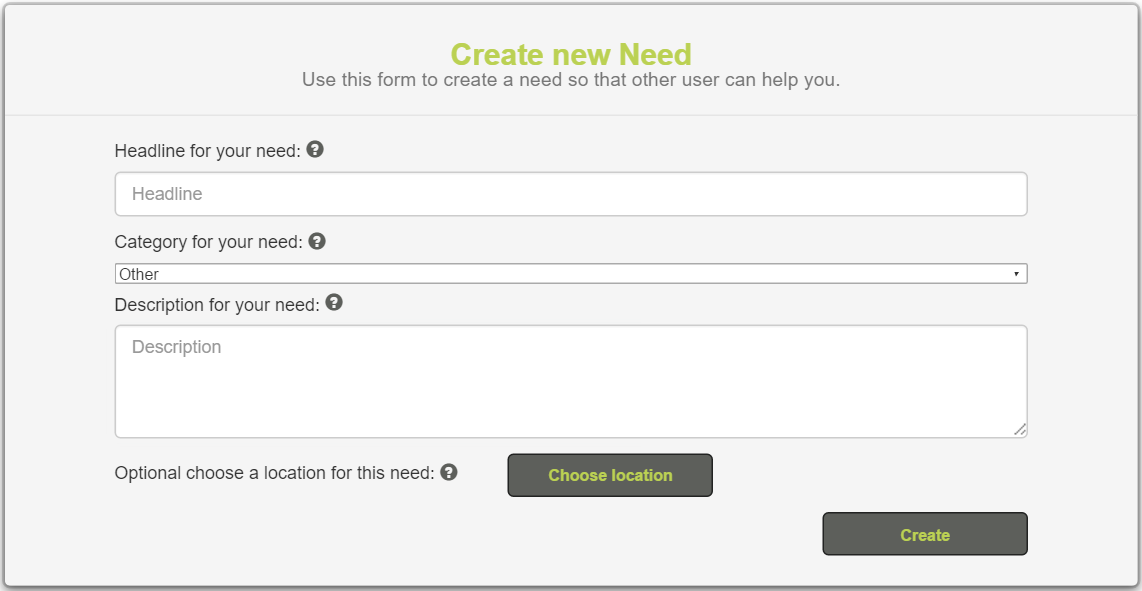 Create new Need
Use this form to create a need so that other user can help you.
Headline for your need: ?
Headline
Category for your need: ?
Other
Description for your need: ?
Description
Optional choose a location for this need: ?
Choose location
Create